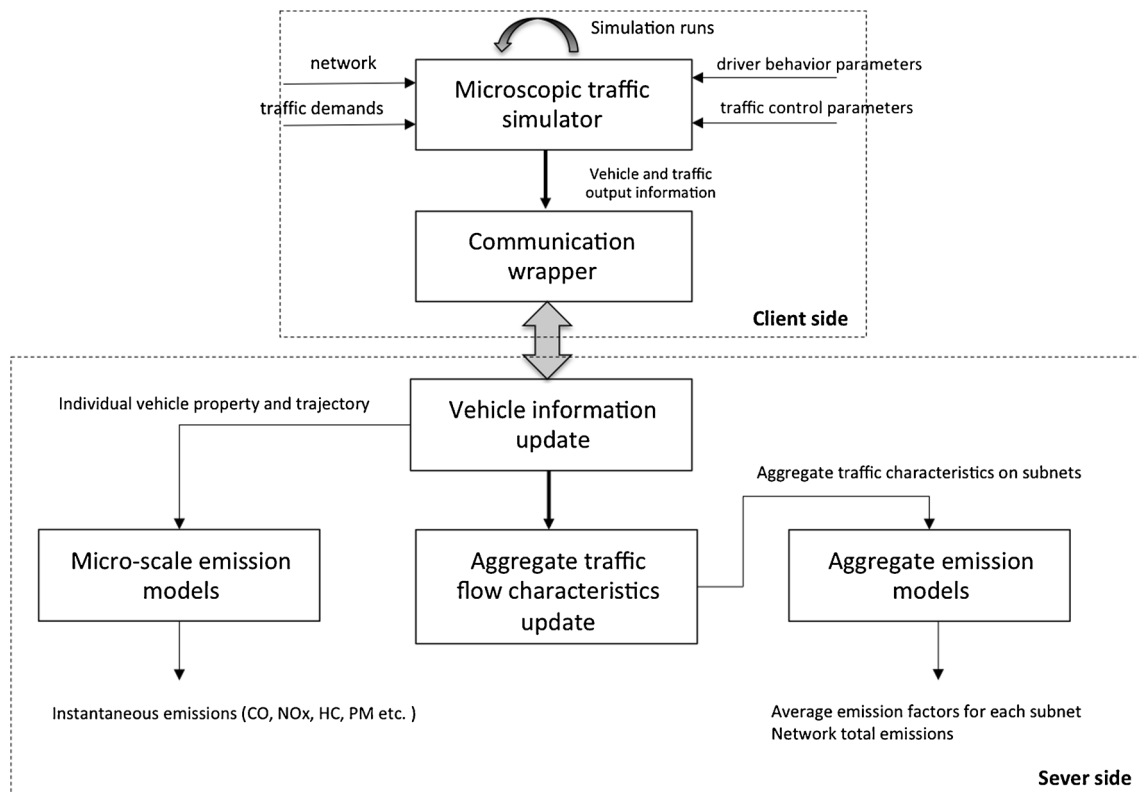 Simulation runs
network
driver behavior parameters
Microscopic traffic
simulator
traffic demands
traffic control parameters
Vehicle and traffic
output information
Communication
wrapper
Client side
Individual vehicle property and trajectory
Vehicle information
update
Aggregate traffic characteristics on subnets
Micro-scale emission
models
Aggregate traffic
flow characteristics
update
Aggregate emission
models
Instantaneous emissions (CO, NOx, HC, PM etc. )
Average emission factors for each subnet
Network total emissions
Sever side